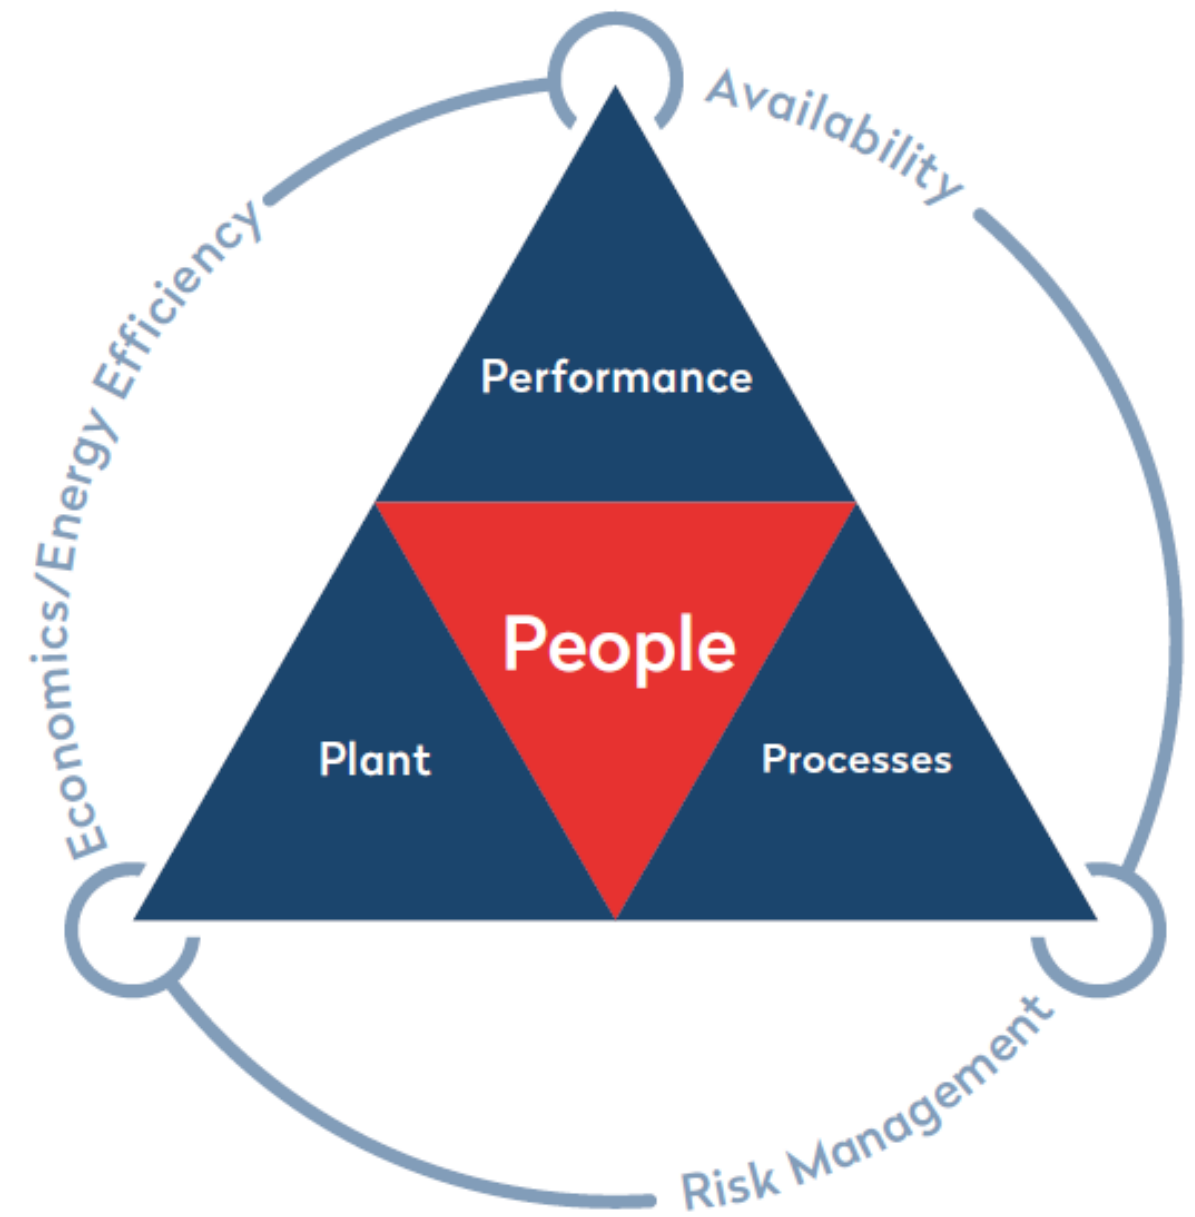 Availability
Economics/Energy Efficiency
Performance
People
Plant
Processes
Risk Management